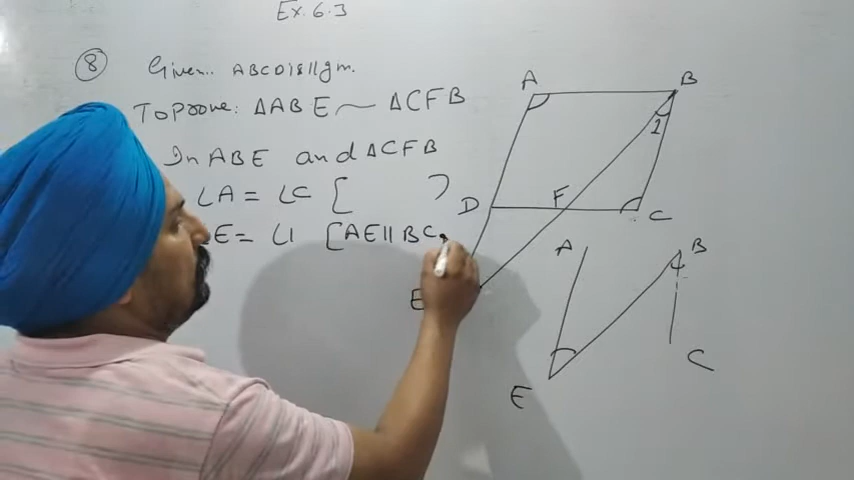 Ex. 6.3
8 Given.. ABCD is ||gm.
To prove: ΔABE ~ ΔCFB
In ABE and ΔCFB
∠A = ∠C [ )
E = ∠1 [AE || BC
A B
1
D F C
E
A B
E C